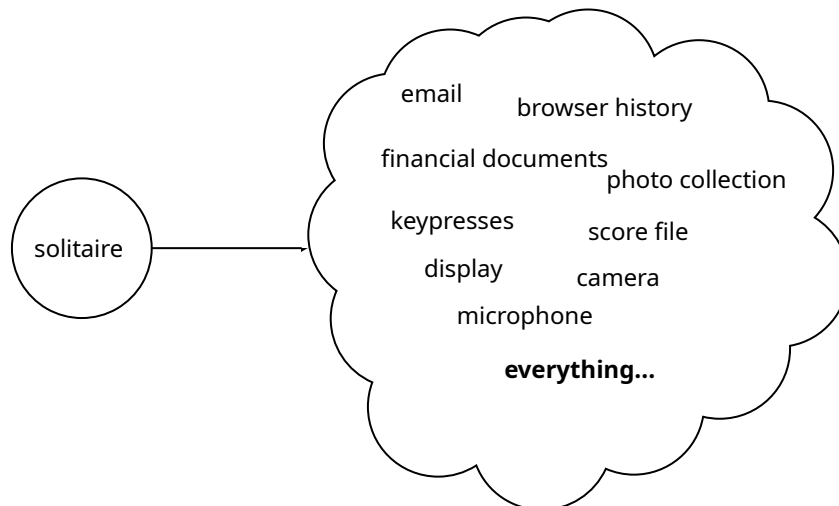 email
browser history
financial documents
photo collection
keypresses
score file
solitaire
display
camera
microphone
everything...